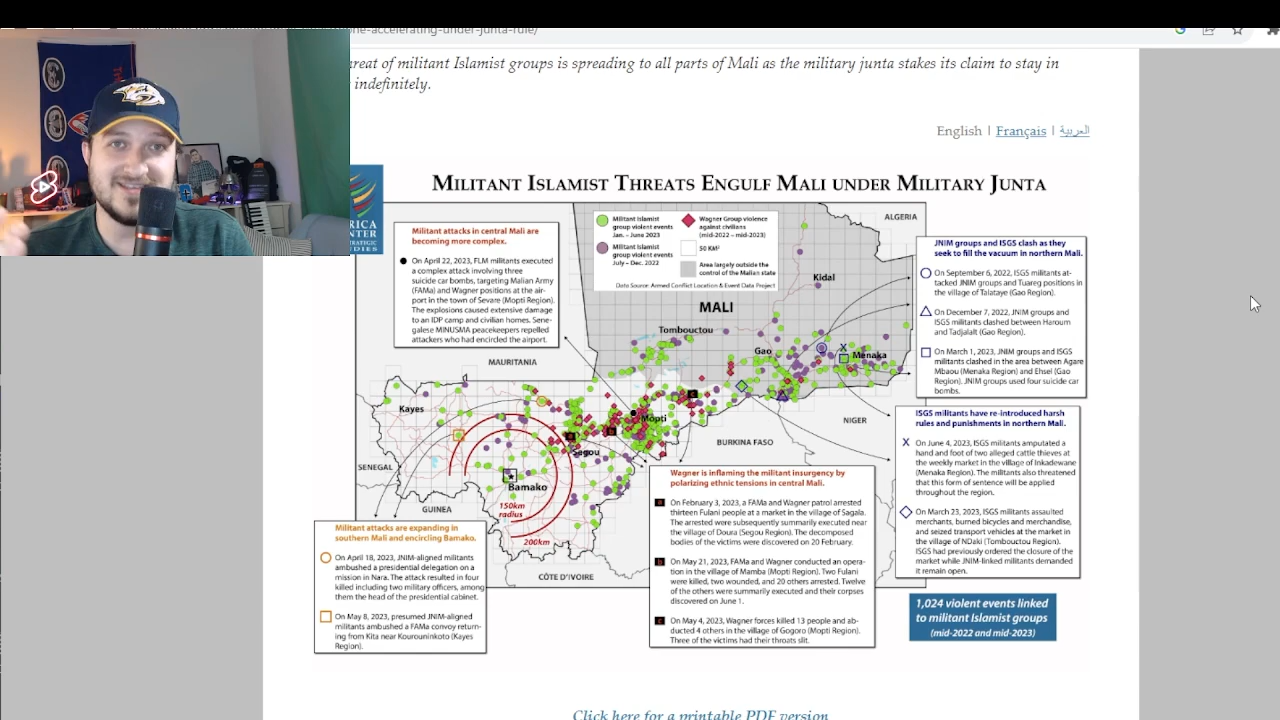 ne-accelerating-under-junta-rule/
reat of militant Islamist groups is spreading to all parts of Mali as the military junta stakes its claim to stay in
indefinitely.
English | Français | العربية
RICA
NTER
RATEGIC
DIES
Militant Islamist Threats Engulf Mali under Military Junta
Militant attacks in central Mali are
becoming more complex.
On April 22, 2023, FLM militants executed
a complex attack involving three
suicide car bombs, targeting Malian Army
(FAMa) and Wagner positions at the air-
port in the town of Sevare (Mopti Region).
The explosions caused extensive damage
to an IDP camp and civilian homes. Sene-
galese MINUSMA peacekeepers repelled
attackers who had encircled the airport.
Militant Islamist
group violent events
Jan. – June 2023
Militant Islamist
group violent events
July – Dec. 2022
Wagner Group violence
against civilians
(mid-2022 – mid-2023)
50 KM²
Area largely outside the
control of the Malian state
Data Source: Armed Conflict Location & Event Data Project
ALGERIA
Kidal
MALI
Tombouctou
Gao
Menaka
MAURITANIA
Kayes
Mopti
NIGER
BURKINA FASO
Segou
SENEGAL
Bamako
150km
radius
GUINEA
200km
CÔTE D'IVOIRE
JNIM groups and ISGS clash as they
seek to fill the vacuum in northern Mali.
On September 6, 2022, ISGS militants at-
tacked JNIM groups and Tuareg positions in
the village of Talataye (Gao Region).
On December 7, 2022, JNIM groups and
ISGS militants clashed between Haroum
and Tadjalalt (Gao Region).
On March 1, 2023, JNIM groups and ISGS
militants clashed in the area between Agare
Mbaou (Menaka Region) and Ehsel (Gao
Region). JNIM groups used four suicide car
bombs.
ISGS militants have re-introduced harsh
rules and punishments in northern Mali.
X On June 4, 2023, ISGS militants amputated a
hand and foot of two alleged cattle thieves at
the weekly market in the village of Inkadewane
(Menaka Region). The militants also threatened
that this form of sentence will be applied
throughout the region.
On March 23, 2023, ISGS militants assaulted
merchants, burned bicycles and merchandise,
and seized transport vehicles at the market in
the village of NDaki (Tombouctou Region).
ISGS had previously ordered the closure of the
market while JNIM-linked militants demanded
it remain open.
Wagner is inflaming the militant insurgency by
polarizing ethnic tensions in central Mali.
On February 3, 2023, a FAMa and Wagner patrol arrested
thirteen Fulani people at a market in the village of Sagala.
The arrested were subsequently summarily executed near
the village of Doura (Segou Region). The decomposed
bodies of the victims were discovered on 20 February.
On May 21, 2023, FAMa and Wagner conducted an opera-
tion in the village of Mamba (Mopti Region). Two Fulani
were killed, two wounded, and 20 others arrested. Twelve
of the others were summarily executed and their corpses
discovered on June 1.
On May 4, 2023, Wagner forces killed 13 people and ab-
ducted 4 others in the village of Gogoro (Mopti Region).
Three of the victims had their throats slit.
Militant attacks are expanding in
southern Mali and encircling Bamako.
On April 18, 2023, JNIM-aligned militants
ambushed a presidential delegation on a
mission in Nara. The attack resulted in four
killed including two military officers, among
them the head of the presidential cabinet.
On May 8, 2023, presumed JNIM-aligned
militants ambushed a FAMa convoy return-
ing from Kita near Kourouninkoto (Kayes
Region).
1,024 violent events linked
to militant Islamist groups
(mid-2022 and mid-2023)
Click here for a printable PDF version